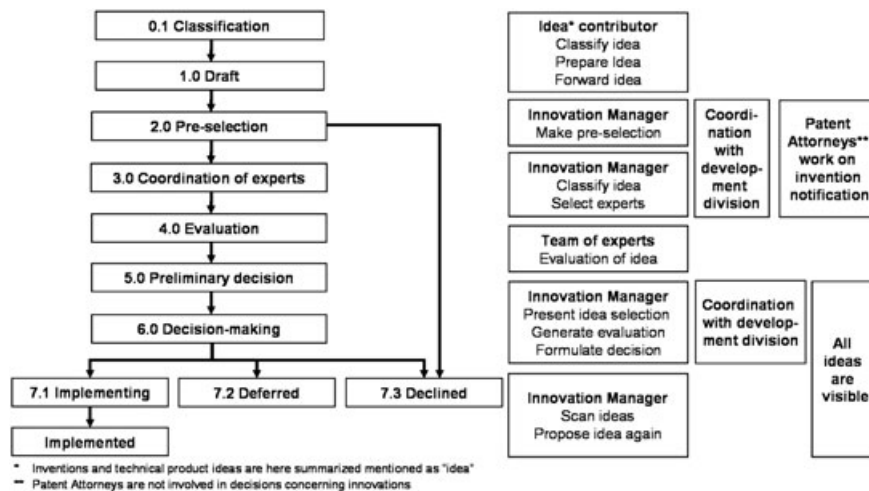 0.1 Classification
1.0 Draft
2.0 Pre-selection
3.0 Coordination of experts
4.0 Evaluation
5.0 Preliminary decision
6.0 Decision-making
7.1 Implementing
7.2 Deferred
7.3 Declined
Implemented
Idea* contributor
Classify idea
Prepare Idea
Forward idea
Innovation Manager
Make pre-selection
Innovation Manager
Classify idea
Select experts
Coordi-
nation
with
develop-
ment
division
Patent
Attorneys**
work on
invention
notification
Team of experts
Evaluation of idea
Innovation Manager
Present idea selection
Generate evaluation
Formulate decision
Coordination
with develop-
ment division
Innovation Manager
Scan ideas
Propose idea again
All
ideas
are
visible
* Inventions and technical product ideas are here summarized mentioned as "idea"
** Patent Attorneys are not involved in decisions concerning innovations